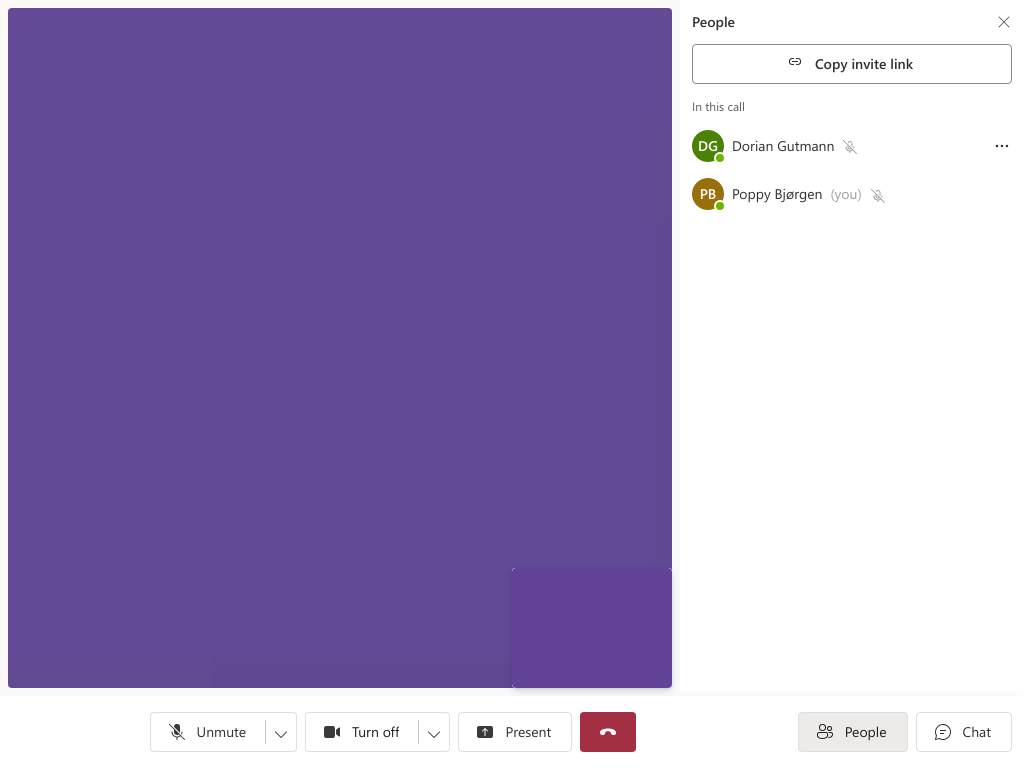 People
Copy invite link
In this call
DG Dorian Gutmann
PB Poppy Bjørgen (you)
Unmute Turn off Present People Chat